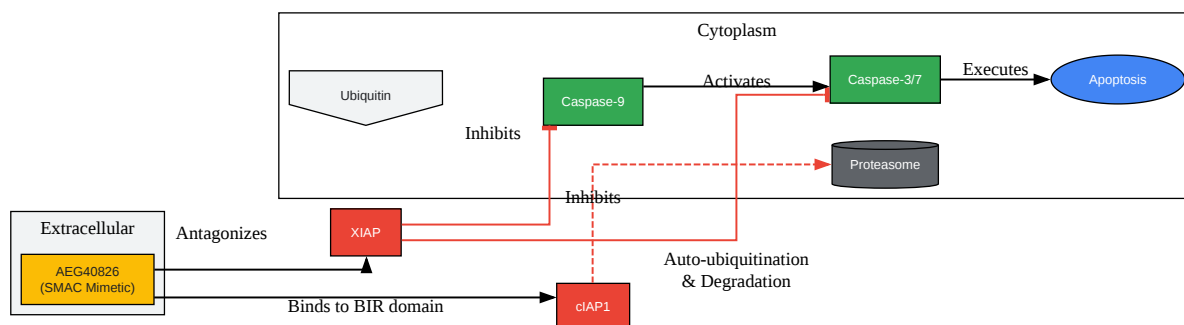 Cytoplasm
Ubiquitin
Caspase-9
Activates
Caspase-3/7
Executes
Apoptosis
Inhibits
Proteasome
Inhibits
Extracellular
Antagonizes
XIAP
AEG40826
(SMAC Mimetic)
Auto-ubiquitination
& Degradation
Binds to BIR domain
cIAP1